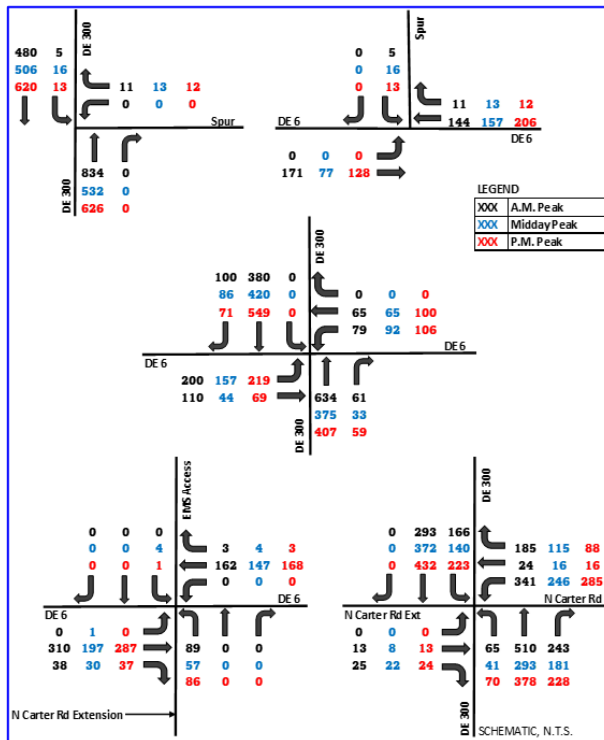 480 5
506 16
620 13
DE 300
11 13 12
0 0 0
Spur
834 0
532 0
626 0
DE 300
0 5
0 16
0 13
Spur
11 13 12
144 157 206
DE 6
DE 6
0 0 0
171 77 128
LEGEND
XXX A.M. Peak
XXX Midday Peak
XXX P.M. Peak
DE 300
100 380 0
86 420 0
71 549 0
0 0 0
65 65 100
79 92 106
DE 6
DE 6
200 157 219
110 44 69
634 61
375 33
407 59
DE 300
EMS Access
0 0 0
0 0 4
0 0 1
3 4 3
162 147 168
0 0 0
DE 6
DE 6
0 1 0
310 197 287
38 30 37
89 0 0
57 0 0
86 0 0
N Carter Rd Extension
DE 300
0 293 166
0 372 140
0 432 223
185 115 88
24 16 16
341 246 285
N Carter Rd Ext
N Carter Rd
0 0 0
13 8 13
25 22 24
65 510 243
41 293 181
70 378 228
DE 300
SCHEMATIC, N.T.S.